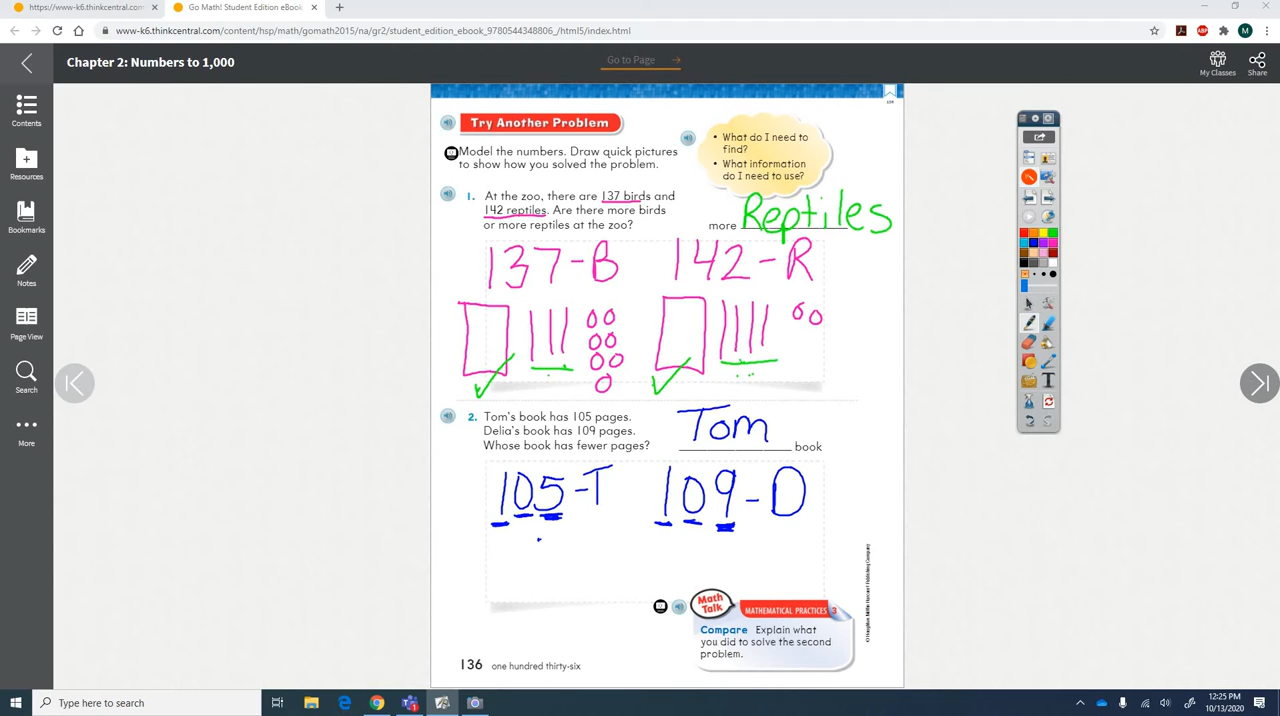 https://www-k6.thinkcentral.com/
Go Math! Student Edition eBook
www-k6.thinkcentral.com/content/hsp/math/gomath2015/na/gr2/student_edition_ebook_9780544348806_/html5/index.html
ABP
M
Chapter 2: Numbers to 1,000
Go to Page
My Classes
Share
Contents
Resources
Bookmarks
Notes
Page View
Search
More
Try Another Problem
Model the numbers. Draw quick pictures
to show how you solved the problem.
• What do I need to
find?
• What information
do I need to use?
1. At the zoo, there are 137 birds and
142 reptiles. Are there more birds
or more reptiles at the zoo?
more Reptiles
137-B 142-R
2. Tom's book has 105 pages.
Delia's book has 109 pages.
Whose book has fewer pages?
Tom book
105-T 109-D
Math
Talk
MATHEMATICAL PRACTICES 3
Compare Explain what
you did to solve the second
problem.
© Houghton Mifflin Harcourt Publishing Company
136 one hundred thirty-six
T
Type here to search
12:25 PM
10/13/2020